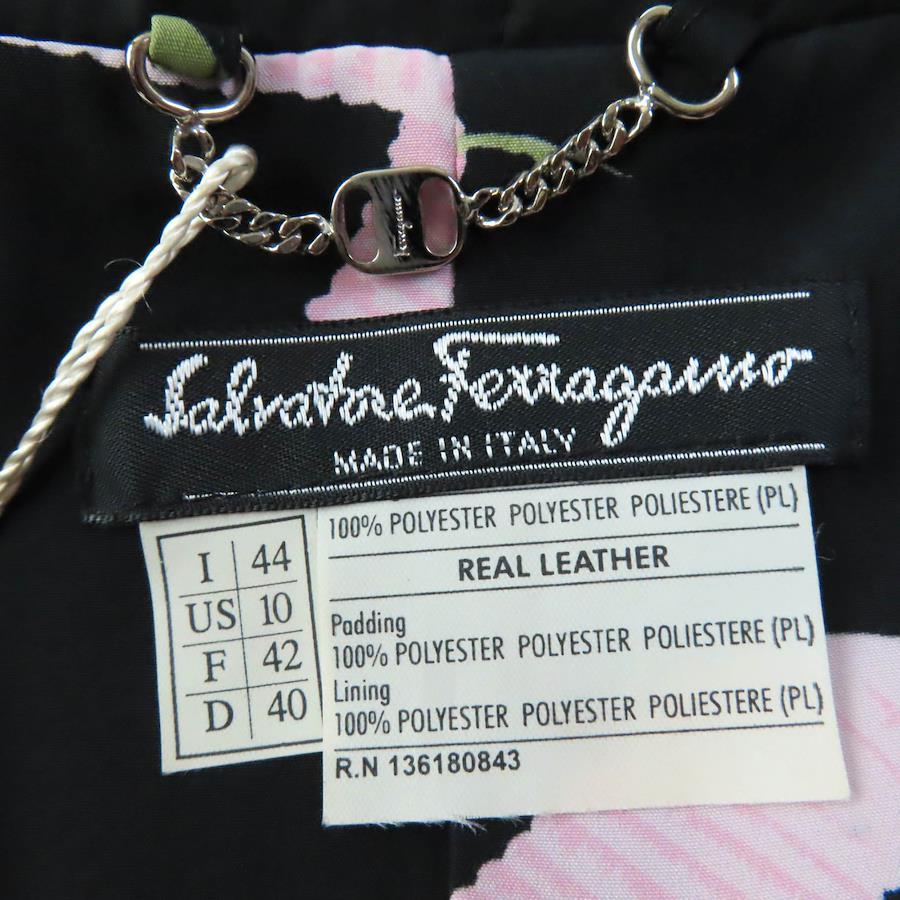 Ferragamo
Salvatore Ferragamo
MADE IN ITALY
I 44
US 10
F 42
D 40
100% POLYESTER POLYESTER POLIESTERE (PL)
REAL LEATHER
Padding
100% POLYESTER POLYESTER POLIESTERE (PL)
Lining
100% POLYESTER POLYESTER POLIESTERE (PL)
R.N 136180843